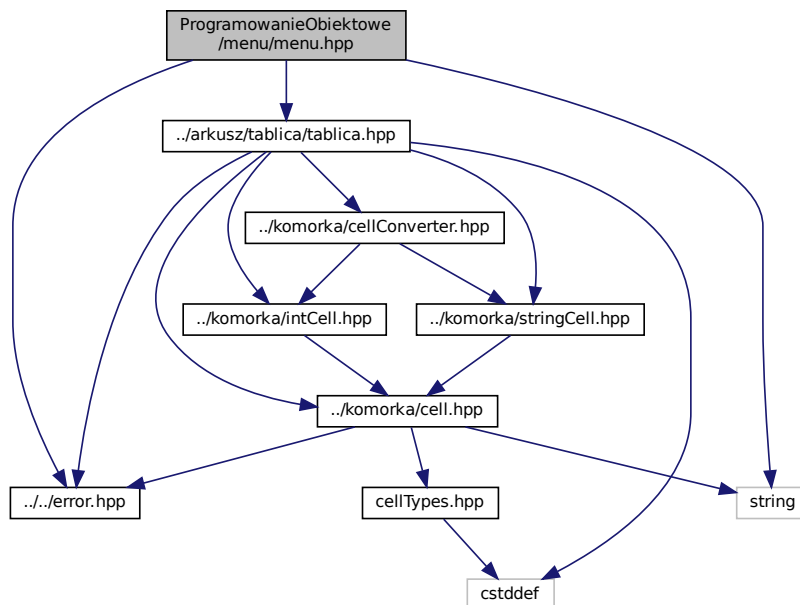 ProgramowanieObiektowe
/menu/menu.hpp
../arkusz/tablica/tablica.hpp
../komorka/cellConverter.hpp
../komorka/intCell.hpp
../komorka/stringCell.hpp
../komorka/cell.hpp
../../error.hpp
cellTypes.hpp
string
cstddef